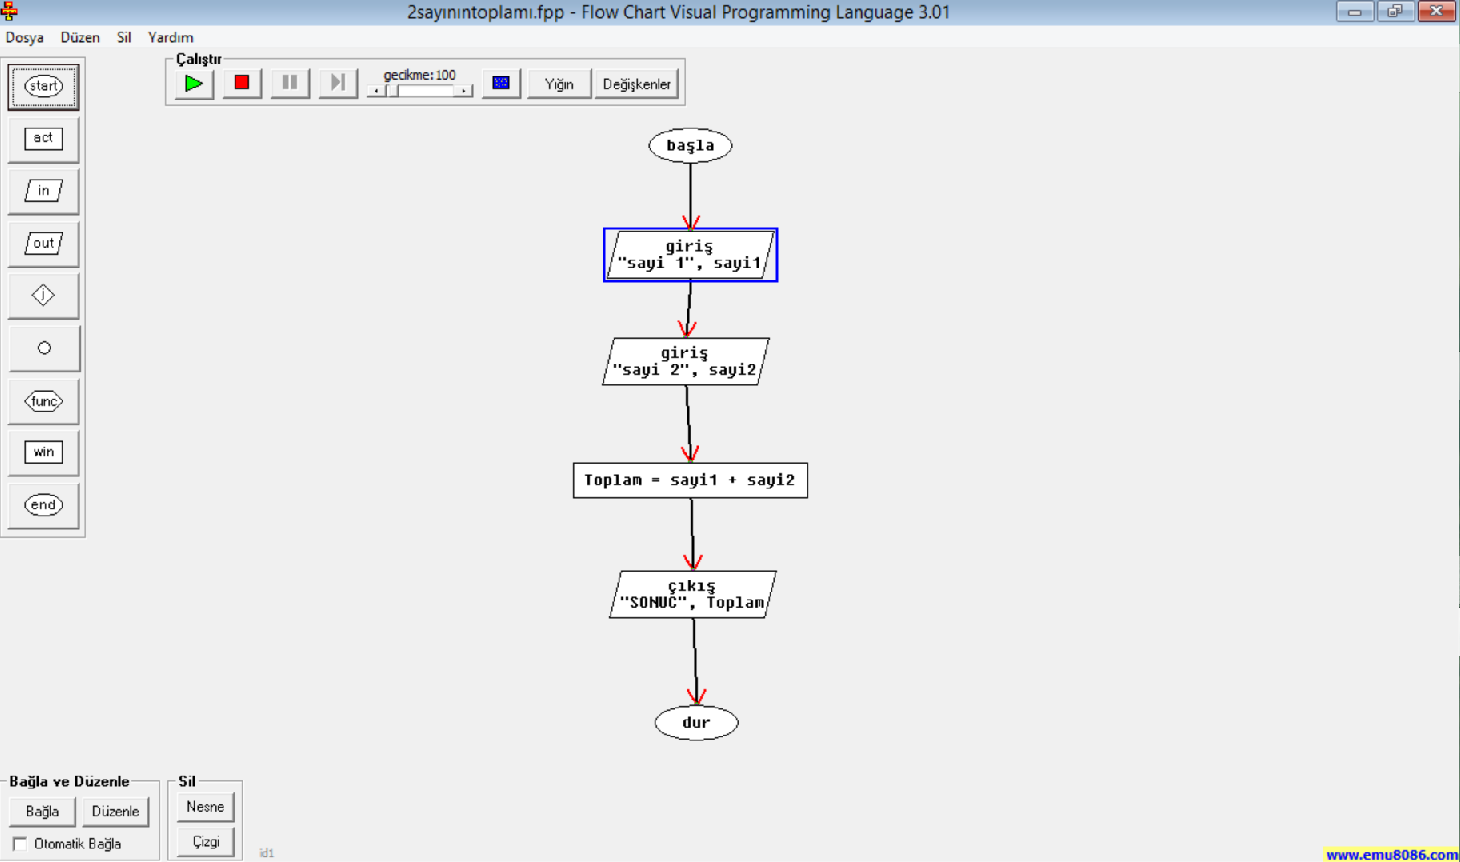 2sayınıntoplamı.fpp - Flow Chart Visual Programming Language 3.01
Dosya Düzen Sil Yardım
Çalıştır
gecikme:100
Yığın
Değişkenler
start
act
in
out
func
win
end
başla
giriş
"sayi 1", sayi1
giriş
"sayi 2", sayi2
Toplam = sayi1 + sayi2
çıkış
"SONUC", Toplam
dur
Bağla ve Düzenle
Bağla
Düzenle
Otomatik Bağla
Sil
Nesne
Çizgi
id1
www.emu8086.com